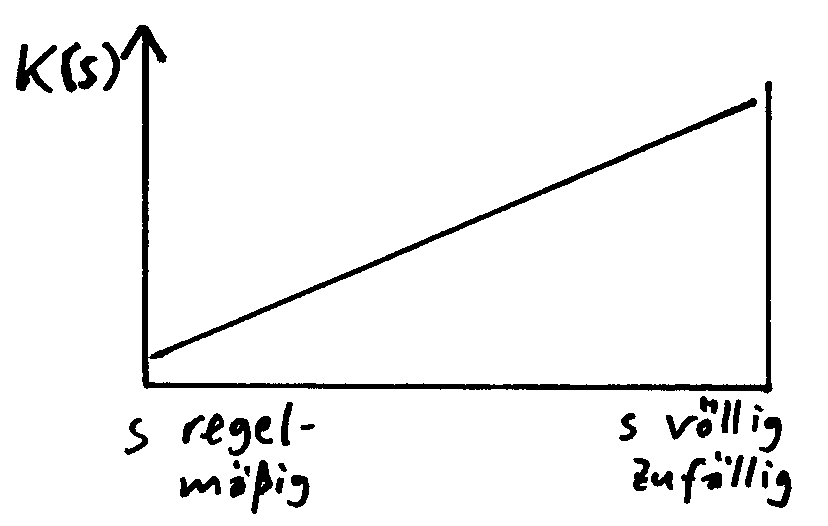 K(s)
s regel-
mäßig
s völlig
zufällig